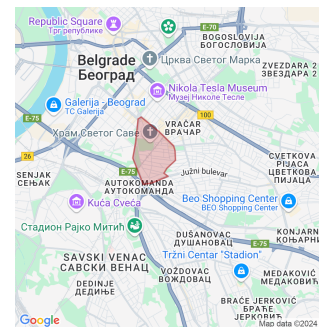 Republic Square
Трг републике
E-70
BOGOSLOVIJA
БОГОСЛОВИЈА
Belgrade
Београд
Црква Светог Марка
ZVEZDARA 2
ЗВЕЗДАРА 2
Nikola Tesla Museum
Музеј Николе Тесле
Galerija - Beograd
TC Galerija
100
E-75
VRAČAR
ВРАЧАР
Храм Светог Саве
26
CVETKOVA
PIJACA
ЦВЕТКОВА
ПИЈАЦА
SENJAK
СЕЊАК
Južni bulevar
AUTOKOMANDA
АУТОКОМАНДА
E-75
Kuća Cveća
Beo Shopping Center
BEO Shopping Center
Стадион Рајко Митић
DUŠANOVAC
ДУШАНОВАЦ
KONJARN
КОЊАРНИ
E-75
SAVSKI VENAC
САВСКИ ВЕНАЦ
Tržni Centar "Stadion"
VOŽDOVAC
ВОЖДОВАЦ
MEDAKOVIĆ
МЕДАКОВИЋ
DEDINJE
ДЕДИЊЕ
BRAĆE JERKOVIĆ
БРАЋЕ
ЈЕРКОВИЋ
Google
Map data ©2024